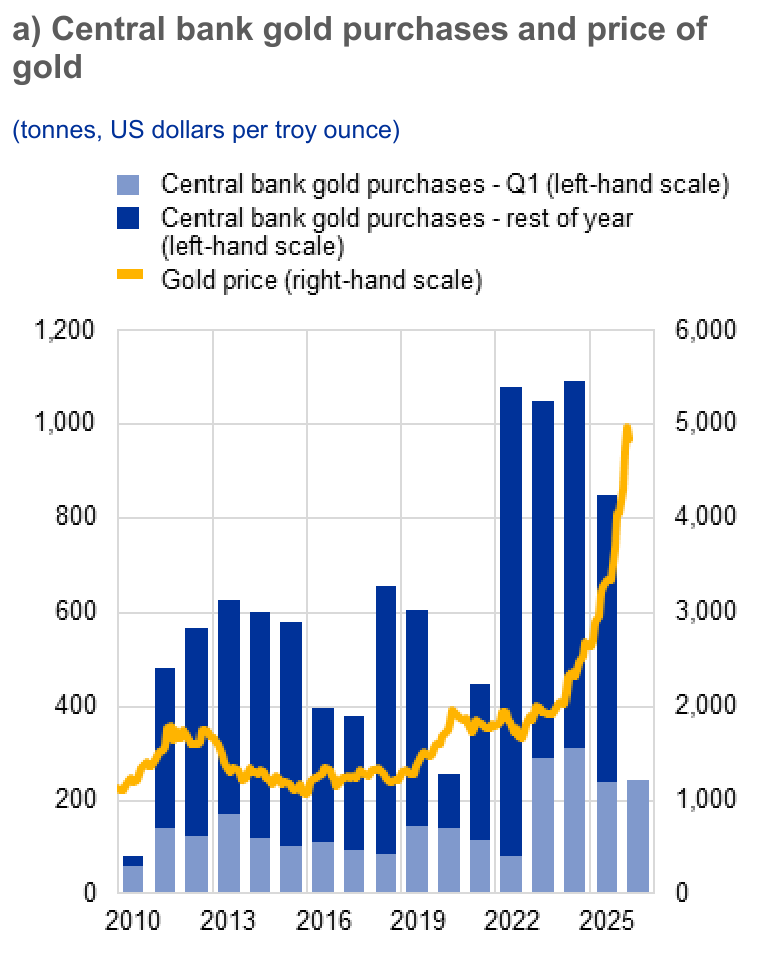 a) Central bank gold purchases and price of
gold
(tonnes, US dollars per troy ounce)
Central bank gold purchases - Q1 (left-hand scale)
Central bank gold purchases - rest of year
(left-hand scale)
Gold price (right-hand scale)
1,200 6,000
1,000 5,000
800 4,000
600 3,000
400 2,000
200 1,000
0 0
2010 2013 2016 2019 2022 2025